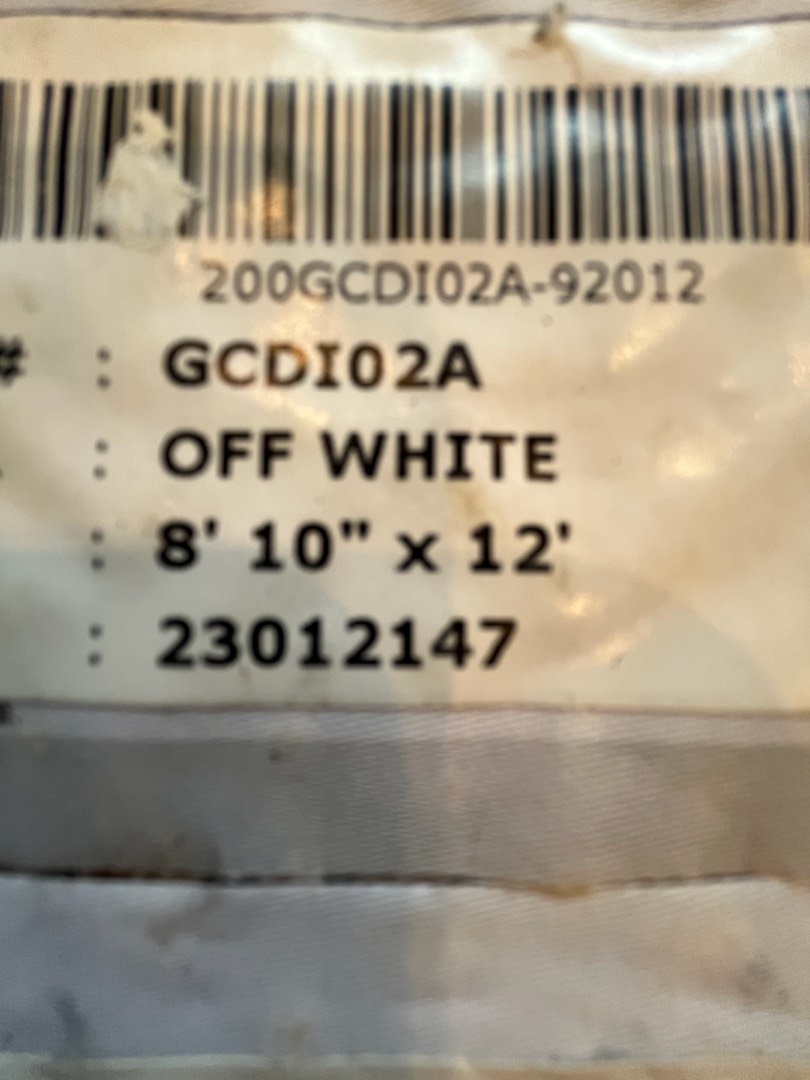 200GCDI02A-92012
# : GCDI02A
: OFF WHITE
: 8' 10" x 12'
: 23012147